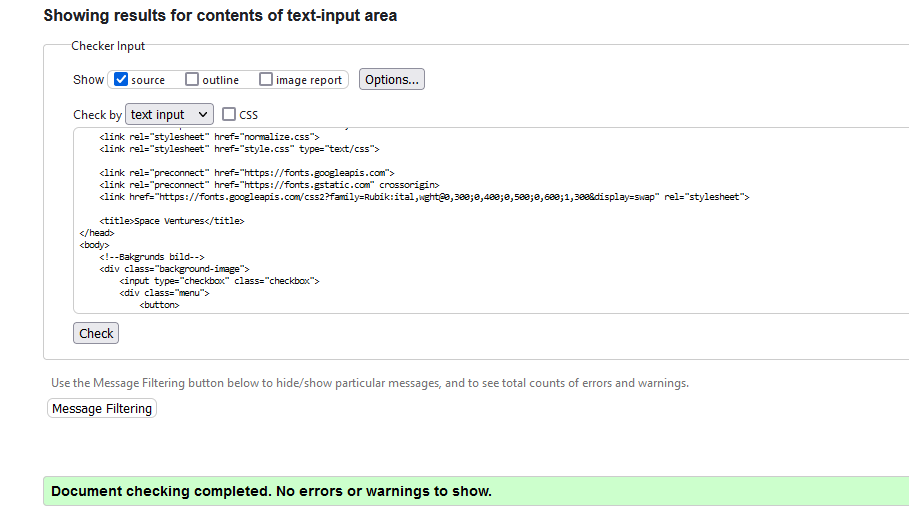 Showing results for contents of text-input area
Checker Input
Show source outline image report Options...
Check by text input CSS
<link rel="stylesheet" href="normalize.css">
<link rel="stylesheet" href="style.css" type="text/css">
<link rel="preconnect" href="https://fonts.googleapis.com">
<link rel="preconnect" href="https://fonts.gstatic.com" crossorigin>
<link href="https://fonts.googleapis.com/css2?family=Rubik:ital,wght@0,300;0,400;0,500;0,600;1,300&display=swap" rel="stylesheet">
<title>Space Ventures</title>
</head>
<body>
<!--Bakgrunds bild-->
<div class="background-image">
<input type="checkbox" class="checkbox">
<div class="menu">
<button>
Check
Use the Message Filtering button below to hide/show particular messages, and to see total counts of errors and warnings.
Message Filtering
Document checking completed. No errors or warnings to show.